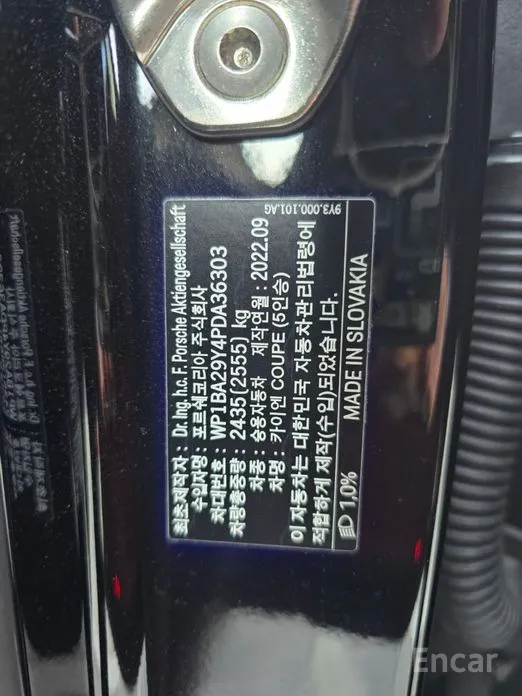 최초제작자 : Dr. Ing. h.c. F. Porsche Aktiengesellschaft
수입자명 : 포르쉐코리아 주식회사
차대번호 : WP1BA29Y4PDA36303
차량총중량 : 2435(2555) kg
차종 : 승용자동차 제작연월 : 2022.09
차명 : 카이엔 COUPE (5인승)
이 자동차는 대한민국 자동차관리법령에
적합하게 제작(수입)되었습니다.
1,0% MADE IN SLOVAKIA
9Y3.000.101.AG
Encar